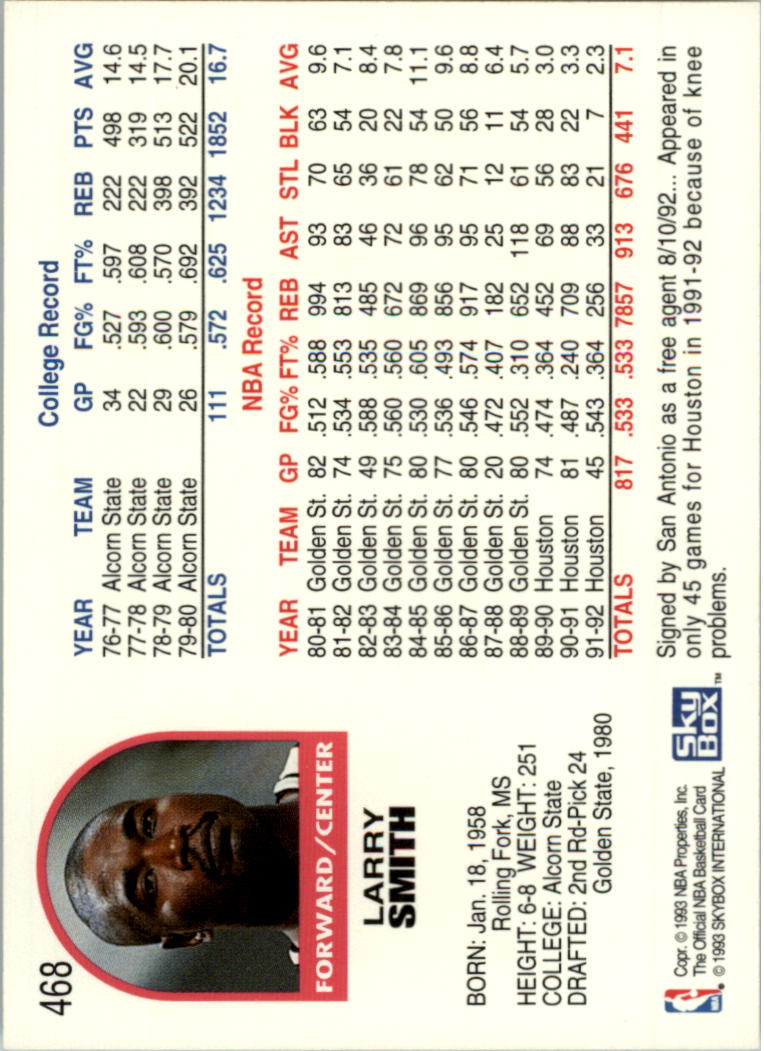 468
FORWARD/CENTER
LARRY
SMITH
BORN: Jan. 18, 1958
Rolling Fork, MS
HEIGHT: 6-8 WEIGHT: 251
COLLEGE: Alcorn State
DRAFTED: 2nd Rd-Pick 24
Golden State, 1980
NBA
Copr. © 1993 NBA Properties, Inc.
The Official NBA Basketball Card
© 1993 SKYBOX INTERNATIONAL
SkyBox™
College Record
YEAR TEAM GP FG% FT% REB PTS AVG
76-77 Alcorn State 34 .527 .597 222 498 14.6
77-78 Alcorn State 22 .593 .608 222 319 14.5
78-79 Alcorn State 29 .600 .570 398 513 17.7
79-80 Alcorn State 26 .579 .692 392 522 20.1
TOTALS 111 .572 .625 1234 1852 16.7
NBA Record
YEAR TEAM GP FG% FT% REB AST STL BLK AVG
80-81 Golden St. 82 .512 .588 994 93 70 63 9.6
81-82 Golden St. 74 .534 .553 813 83 65 54 7.1
82-83 Golden St. 49 .588 .535 485 46 36 20 8.4
83-84 Golden St. 75 .560 .560 672 72 61 22 7.8
84-85 Golden St. 80 .530 .605 869 96 78 54 11.1
85-86 Golden St. 77 .536 .493 856 95 62 50 9.6
86-87 Golden St. 80 .546 .574 917 95 71 56 8.8
87-88 Golden St. 20 .472 .407 182 25 12 11 6.4
88-89 Golden St. 80 .552 .310 652 118 61 54 5.7
89-90 Houston 74 .474 .364 452 69 56 28 3.0
90-91 Houston 81 .487 .240 709 88 83 22 3.3
91-92 Houston 45 .543 .364 256 33 21 7 2.3
TOTALS 817 .533 .533 7857 913 676 441 7.1
Signed by San Antonio as a free agent 8/10/92... Appeared in
only 45 games for Houston in 1991-92 because of knee
problems.